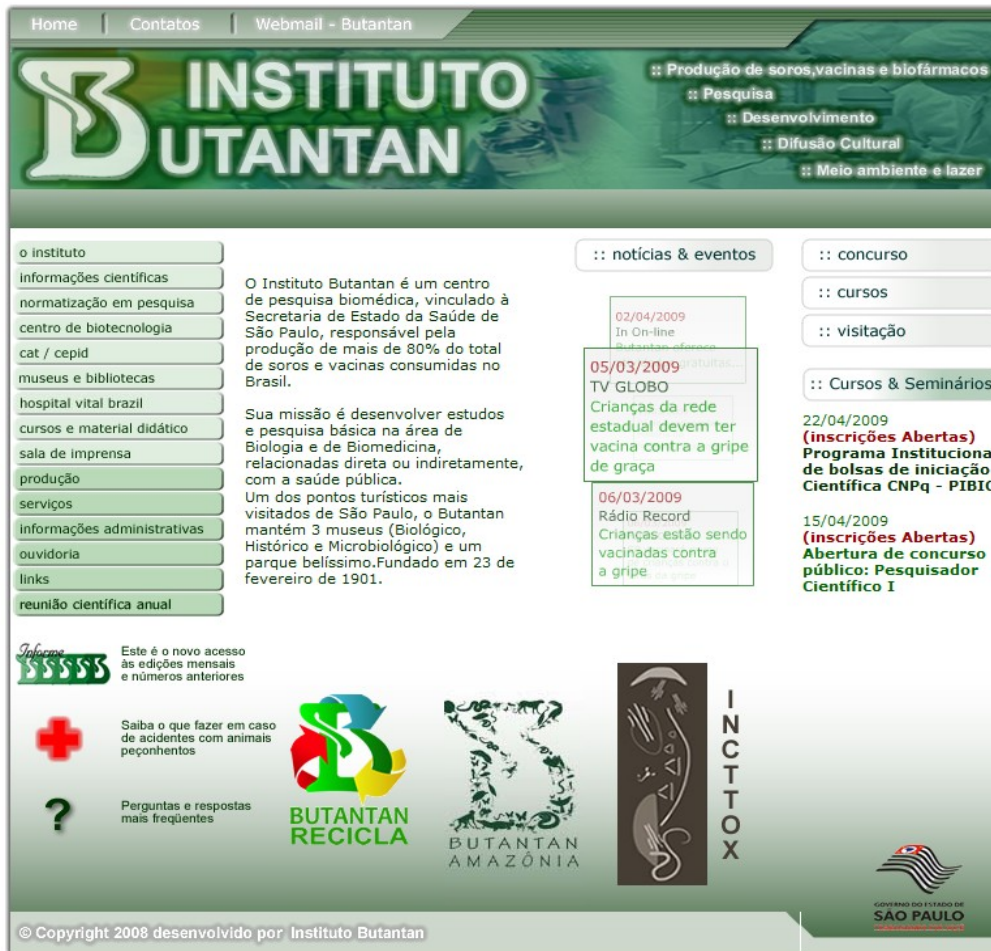 Home
Contatos
Webmail - Butantan
INSTITUTO
BUTANTAN
:: Produção de soros,vacinas e biofármacos
:: Pesquisa
:: Desenvolvimento
:: Difusão Cultural
:: Meio ambiente e lazer
o instituto
informações científicas
normatização em pesquisa
centro de biotecnologia
cat / cepid
museus e bibliotecas
hospital vital brazil
cursos e material didático
sala de imprensa
produção
serviços
informações administrativas
ouvidoria
links
reunião científica anual
O Instituto Butantan é um centro
de pesquisa biomédica, vinculado à
Secretaria de Estado da Saúde de
São Paulo, responsável pela
produção de mais de 80% do total
de soros e vacinas consumidas no
Brasil.
Sua missão é desenvolver estudos
e pesquisa básica na área de
Biologia e de Biomedicina,
relacionadas direta ou indiretamente,
com a saúde pública.
Um dos pontos turísticos mais
visitados de São Paulo, o Butantan
mantém 3 museus (Biológico,
Histórico e Microbiológico) e um
parque belíssimo.Fundado em 23 de
fevereiro de 1901.
:: notícias & eventos
02/04/2009
In On-line
Butantan oferece
gratuitas...
05/03/2009
TV GLOBO
Crianças da rede
estadual devem ter
vacina contra a gripe
de graça
06/03/2009
Rádio Record
Crianças estão sendo
vacinadas contra
a gripe
:: concurso
:: cursos
:: visitação
:: Cursos & Seminários
22/04/2009
(inscrições Abertas)
Programa Instituciona
de bolsas de iniciação
Científica CNPq - PIBIC
15/04/2009
(inscrições Abertas)
Abertura de concurso
público: Pesquisador
Científico I
Informe
Este é o novo acesso
às edições mensais
e números anteriores
Saiba o que fazer em caso
de acidentes com animais
peçonhentos
?
Perguntas e respostas
mais freqüentes
BUTANTAN
RECICLA
BUTANTAN
AMAZÔNIA
INCTTOX
GOVERNO DO ESTADO DE
SÃO PAULO
© Copyright 2008 desenvolvido por Instituto Butantan